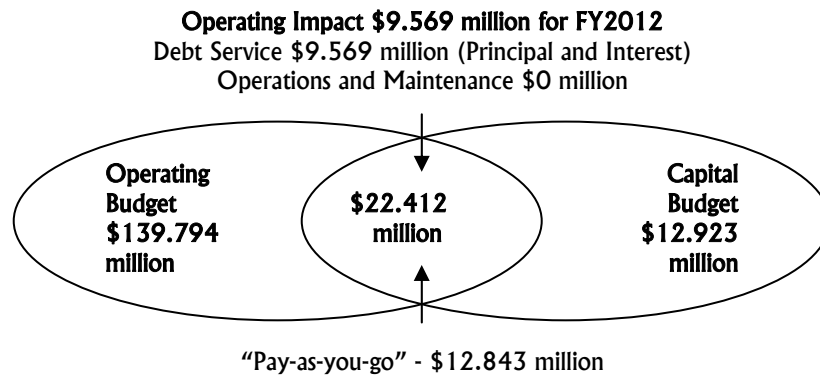 Operating Impact $9.569 million for FY2012
Debt Service $9.569 million (Principal and Interest)
Operations and Maintenance $0 million
Operating
Budget
$139.794
million
$22.412
million
Capital
Budget
$12.923
million
“Pay-as-you-go” - $12.843 million